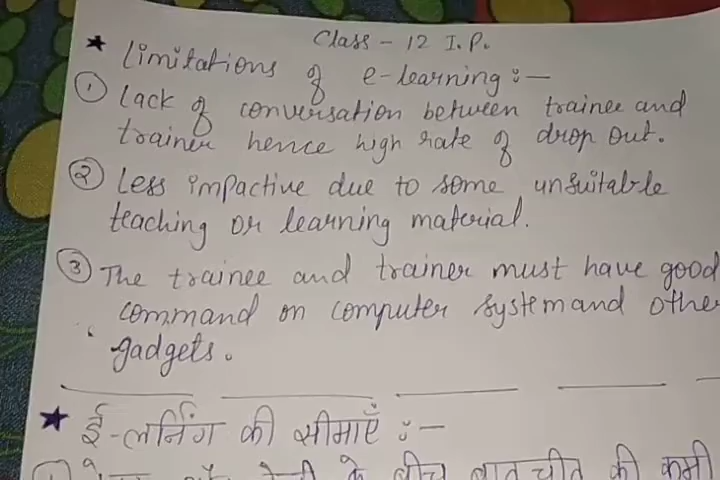 Class - 12 I.P.
★ Limitations of e-learning :-
① Lack of conversation between trainee and
trainer hence high rate of drop out.
② Less impactive due to some unsuitable
teaching or learning material.
③ The trainee and trainer must have good
command on computer system and other
gadgets.
★ ई-लर्निंग की सीमाएँ :-
के बीच बातचीत की कमी